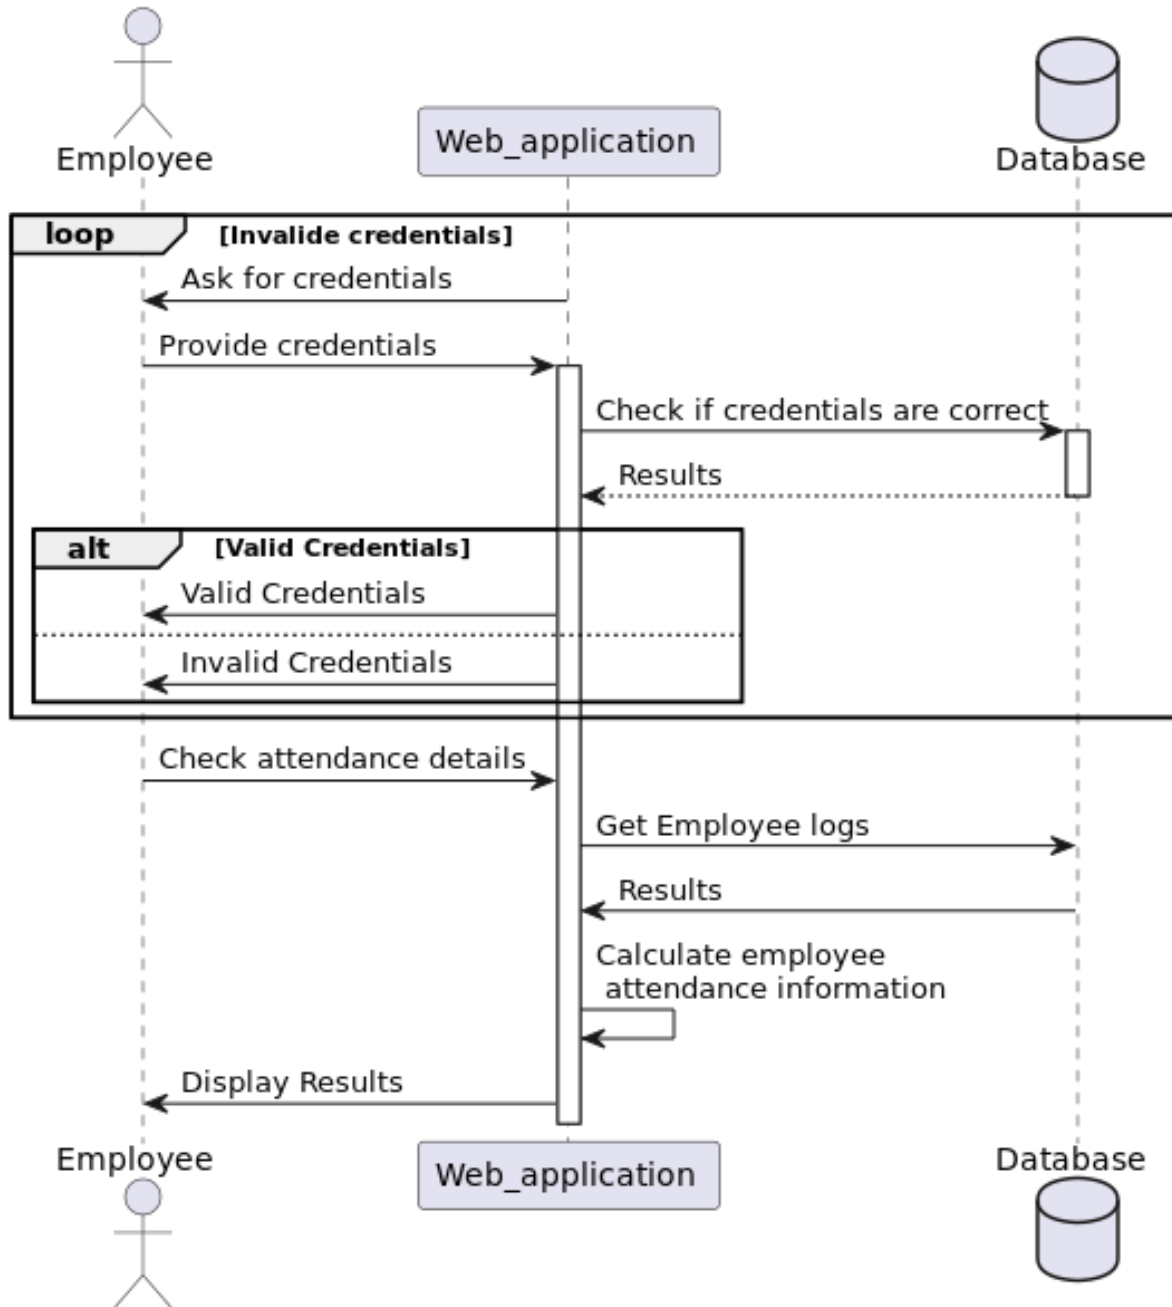 Employee
Web_application
Database
loop [Invalide credentials]
Ask for credentials
Provide credentials
Check if credentials are correct
Results
alt [Valid Credentials]
Valid Credentials
Invalid Credentials
Check attendance details
Get Employee logs
Results
Calculate employee
attendance information
Display Results
Employee
Web_application
Database